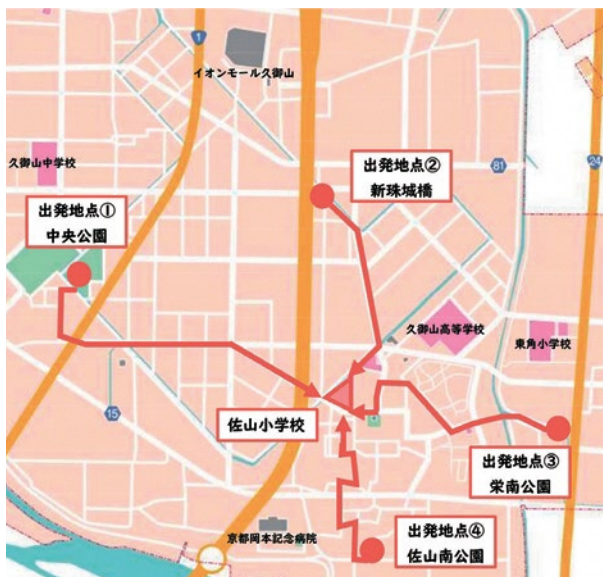 1
イオンモール久御山
久御山中学校
出発地点②
新珠城橋
81
24
出発地点①
中央公園
久御山高等学校
東角小学校
15
佐山小学校
出発地点③
栄南公園
出発地点④
佐山南公園
京都岡本記念病院